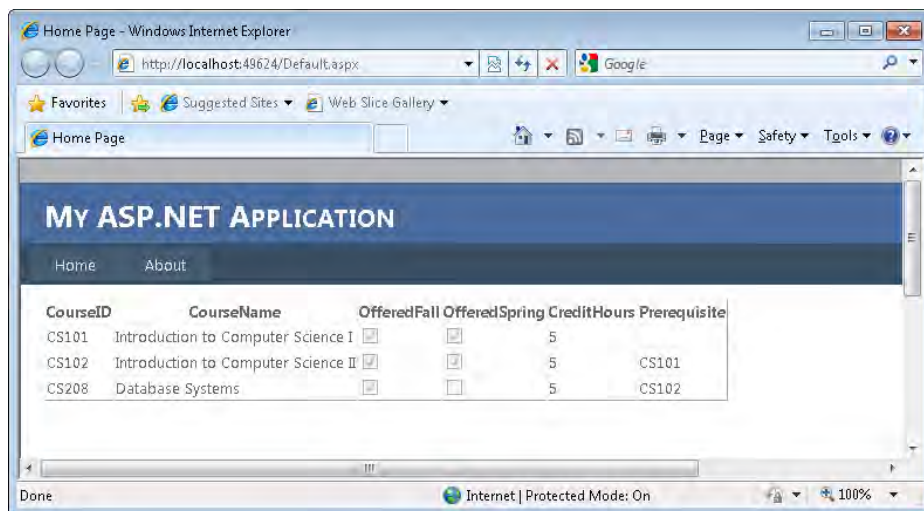 Home Page - Windows Internet Explorer
http://localhost:49624/Default.aspx
Google
Favorites Suggested Sites Web Slice Gallery
Home Page Page Safety Tools
MY ASP.NET APPLICATION
Home About
CourseID CourseName OfferedFall OfferedSpring CreditHours Prerequisite
CS101 Introduction to Computer Science I 5
CS102 Introduction to Computer Science II 5 CS101
CS208 Database Systems 5 CS102
Done Internet | Protected Mode: On 100%